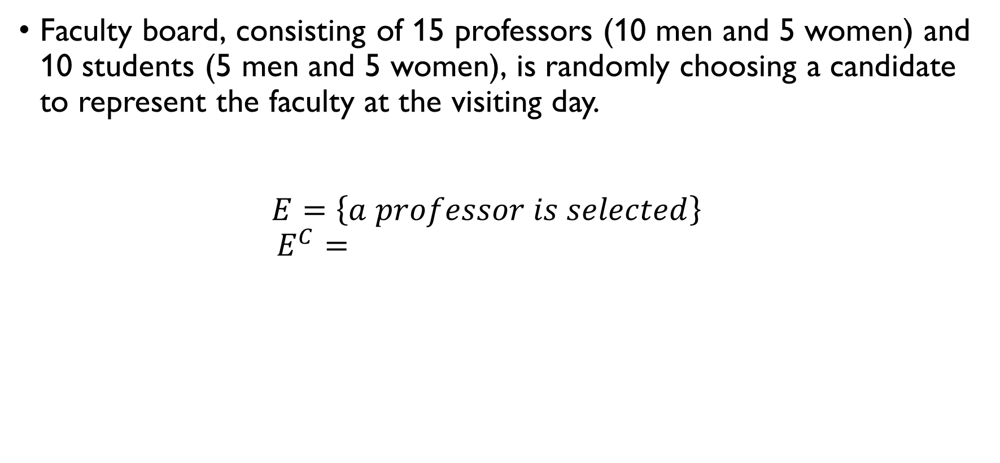 • Faculty board, consisting of 15 professors (10 men and 5 women) and
10 students (5 men and 5 women), is randomly choosing a candidate
to represent the faculty at the visiting day.
E = {a professor is selected}
E^C =